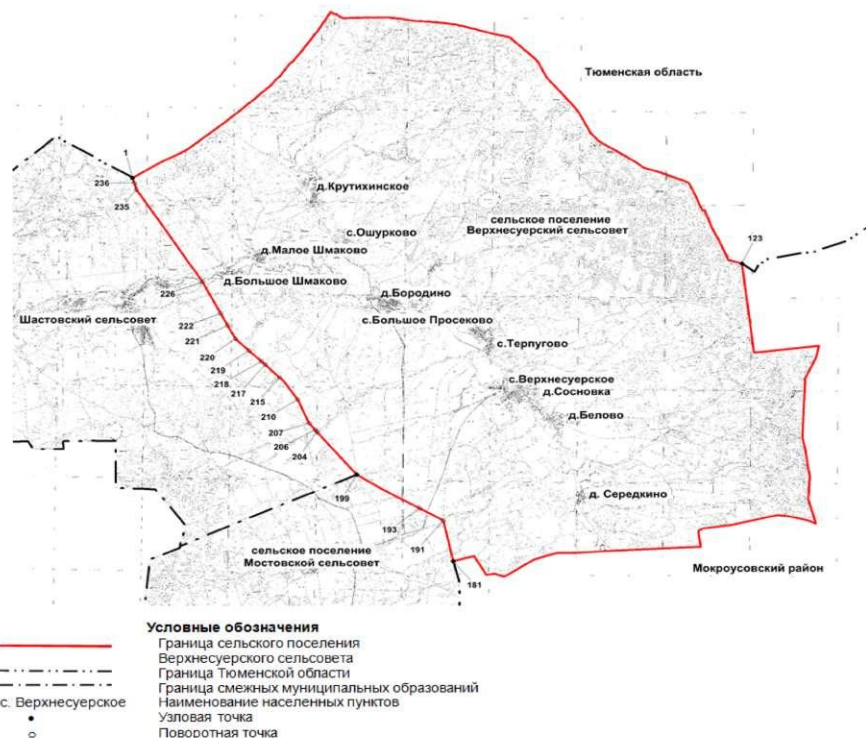 Тюменская область
1
236
235
д.Крутихинское
сельское поселение
Верхнесуерский сельсовет
с.Ошурково
123
д.Малое Шмаково
226
д.Большое Шмаково
д.Бородино
222
Шастовский сельсовет
с.Большое Просеково
221
с.Терпугово
220
219
218
217
с.Верхнесуерское
215
д.Сосновка
210
д.Белово
207
206
204
д. Середкино
199
193
191
сельское поселение
Мостовской сельсовет
Мокроусовский район
181
Условные обозначения
Граница сельского поселения
Верхнесуерского сельсовета
Граница Тюменской области
Граница смежных муниципальных образований
с. Верхнесуерское Наименование населенных пунктов
Узловая точка
Поворотная точка